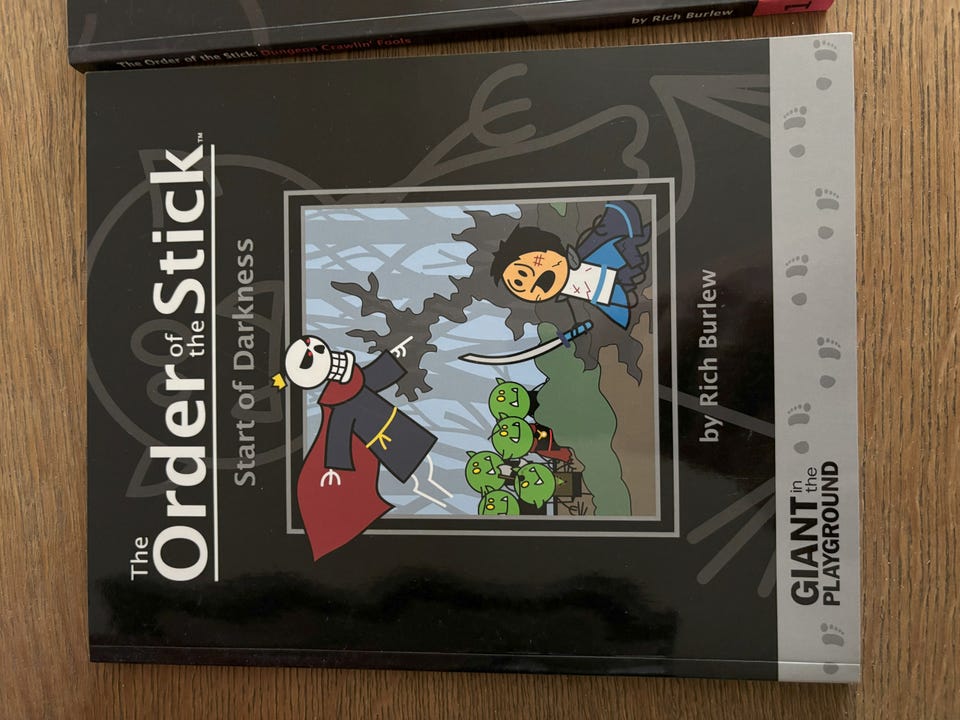 The Order of the Stick: Dungeon Crawlin' Fools
by Rich Burlew
1
The
Order of the Stick™
Start of Darkness
by Rich Burlew
GIANT in the
PLAYGROUND